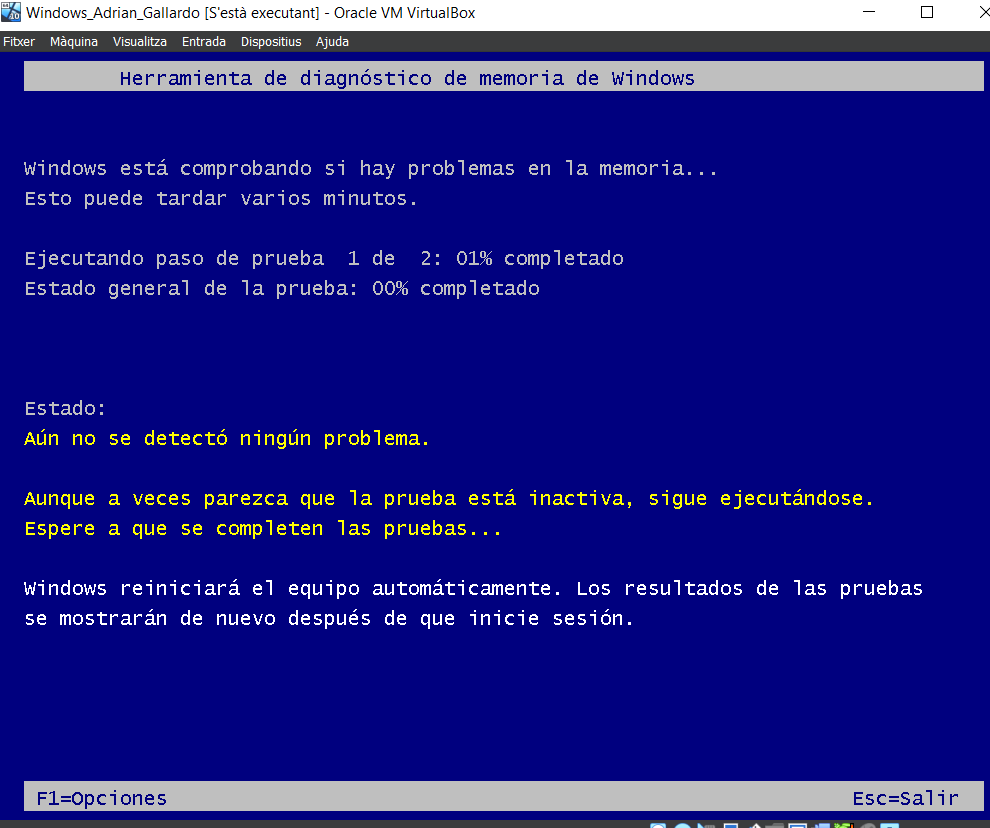 Windows_Adrian_Gallardo [S'està executant] - Oracle VM VirtualBox
Fitxer Màquina Visualitza Entrada Dispositius Ajuda
Herramienta de diagnóstico de memoria de Windows
Windows está comprobando si hay problemas en la memoria...
Esto puede tardar varios minutos.
Ejecutando paso de prueba 1 de 2: 01% completado
Estado general de la prueba: 00% completado
Estado:
Aún no se detectó ningún problema.
Aunque a veces parezca que la prueba está inactiva, sigue ejecutándose.
Espere a que se completen las pruebas...
Windows reiniciará el equipo automáticamente. Los resultados de las pruebas
se mostrarán de nuevo después de que inicie sesión.
F1=Opciones Esc=Salir